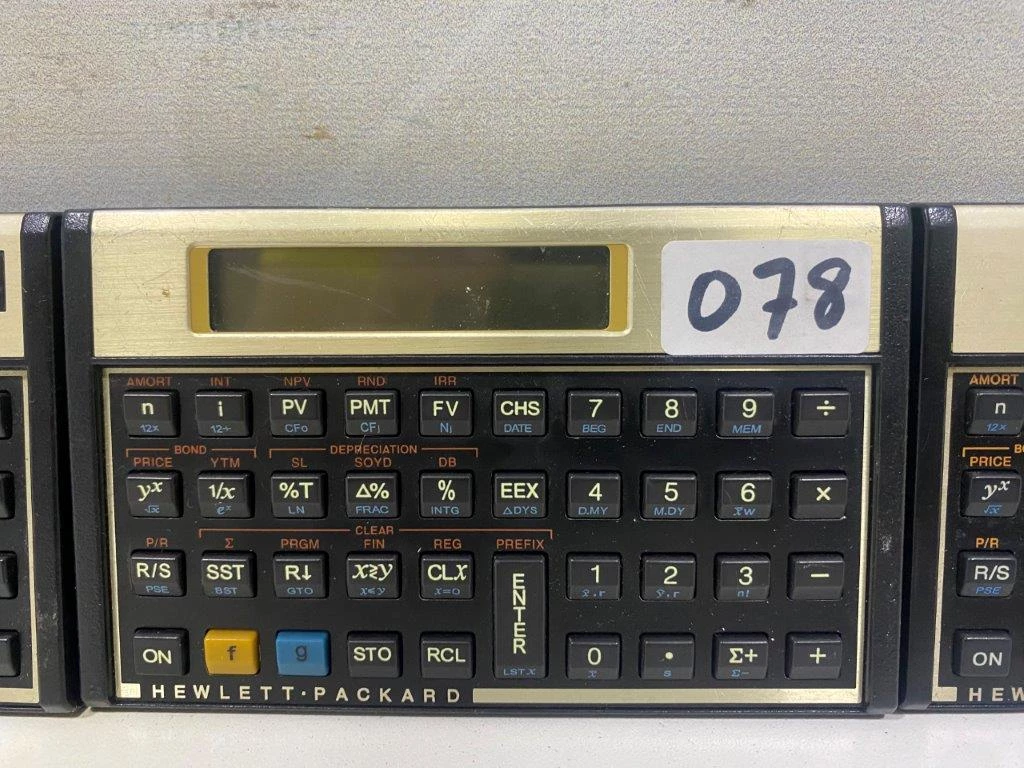 078
AMORT INT NPV RND IRR AMORT
n i PV PMT FV CHS 7 8 9 ÷ n
12× 12÷ CFo CFj Nj DATE BEG END MEM 12×
BOND DEPRECIATION
PRICE YTM SL SOYD DB PRICE
yx 1/x %T Δ% % EEX 4 5 6 × yx
√x ex LN FRAC INTG ΔDYS D.MY M.DY x̄w √x
CLEAR
P/R Σ PRGM FIN REG PREFIX P/R
R/S SST R↓ x≷y CLx ENTER 1 2 3 − R/S
PSE BST GTO x≤y x=0 x̂,r ŷ,r n! PSE
ON f g STO RCL 0 • Σ+ + ON
LST x x̄ s Σ−
HEWLETT·PACKARD HEW